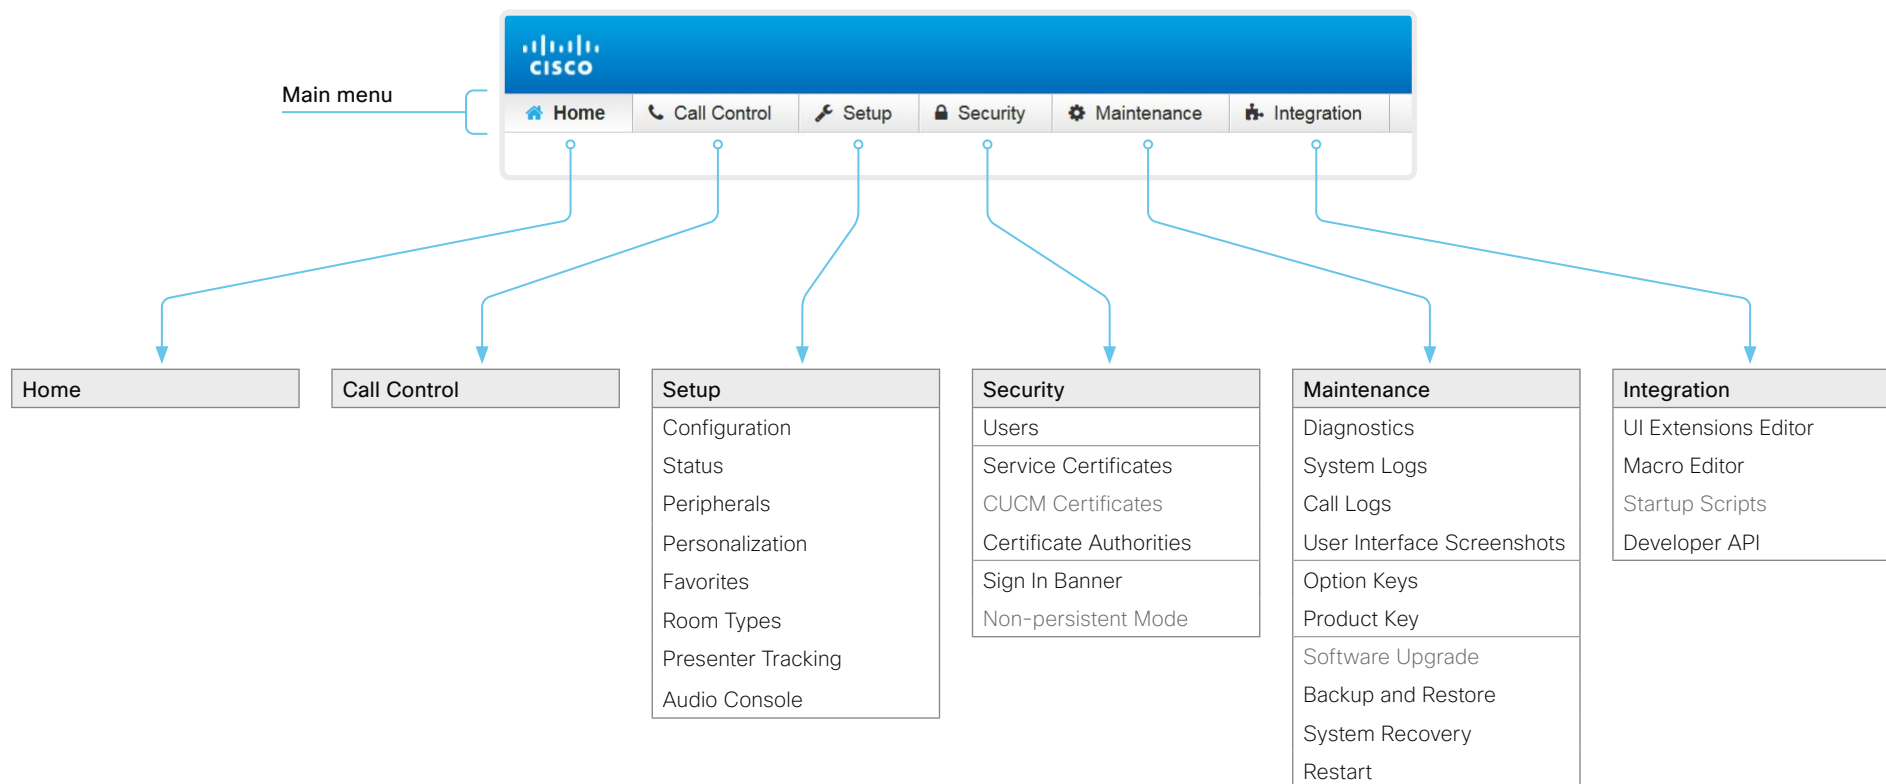 CISCO
Main menu
Home Call Control Setup Security Maintenance Integration
Home
Call Control
Setup
Configuration
Status
Peripherals
Personalization
Favorites
Room Types
Presenter Tracking
Audio Console
Security
Users
Service Certificates
CUCM Certificates
Certificate Authorities
Sign In Banner
Non-persistent Mode
Maintenance
Diagnostics
System Logs
Call Logs
User Interface Screenshots
Option Keys
Product Key
Software Upgrade
Backup and Restore
System Recovery
Restart
Integration
UI Extensions Editor
Macro Editor
Startup Scripts
Developer API